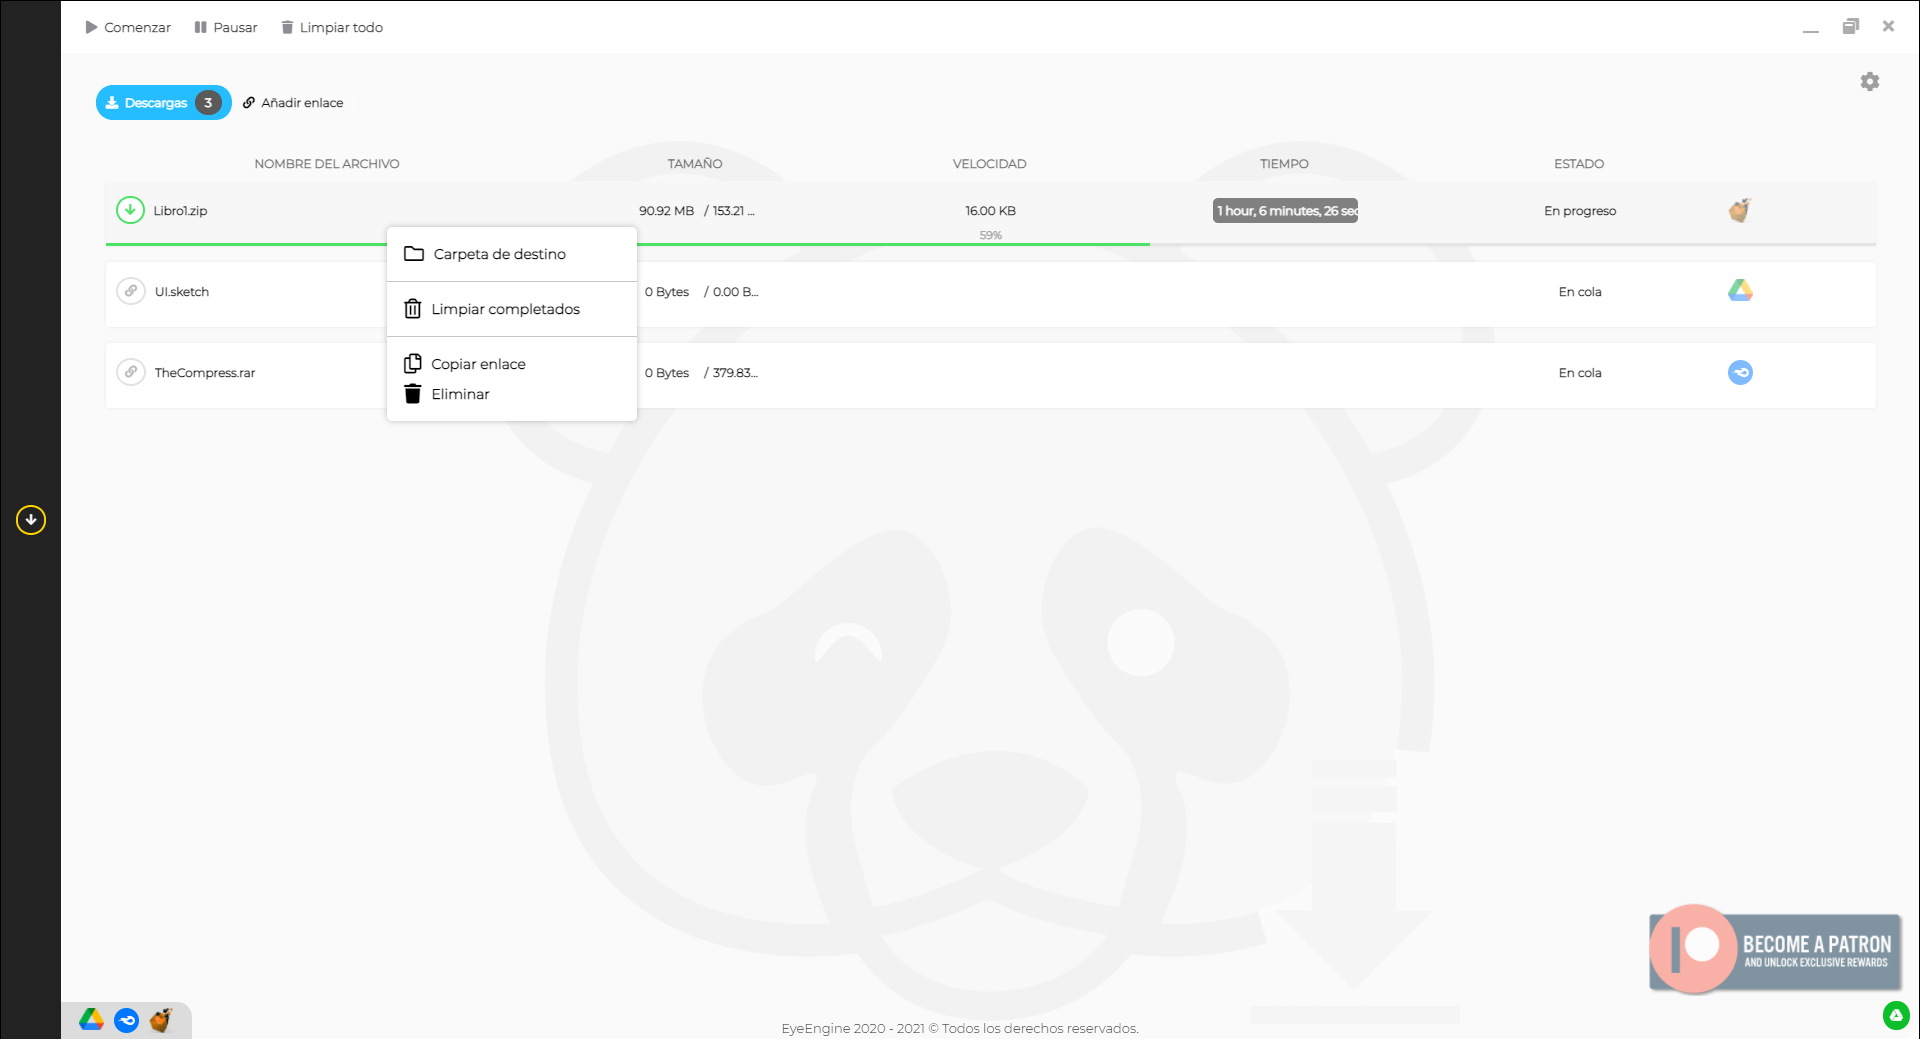 Comenzar Pausar Limpiar todo
Descargas 3 Añadir enlace
NOMBRE DEL ARCHIVO TAMAÑO VELOCIDAD TIEMPO ESTADO
Libro1.zip 90.92 MB / 153.21 ... 16.00 KB 1 hour, 6 minutes, 26 sec En progreso
59%
Carpeta de destino
UI.sketch 0 Bytes / 0.00 B... En cola
Limpiar completados
Copiar enlace
TheCompress.rar 0 Bytes / 379.83... En cola
Eliminar
BECOME A PATRON
AND UNLOCK EXCLUSIVE REWARDS
EyeEngine 2020 - 2021 © Todos los derechos reservados.